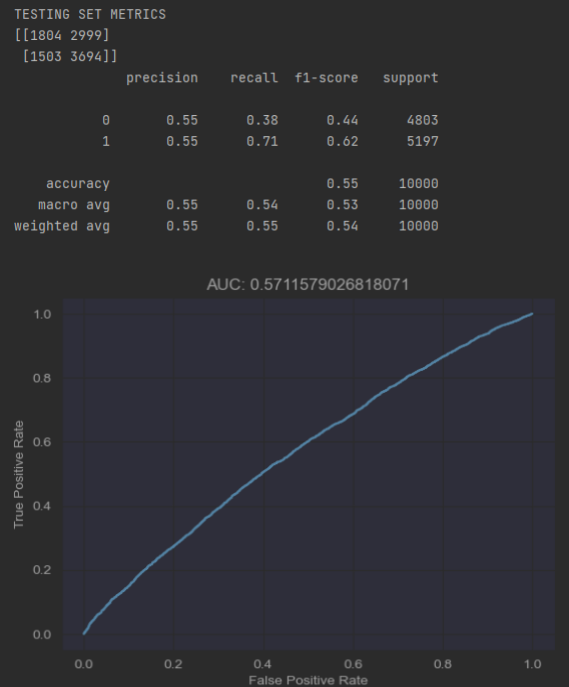 TESTING SET METRICS
[[1804 2999]
[1503 3694]]
precision recall f1-score support
0 0.55 0.38 0.44 4803
1 0.55 0.71 0.62 5197
accuracy 0.55 10000
macro avg 0.55 0.54 0.53 10000
weighted avg 0.55 0.55 0.54 10000
AUC: 0.5711579026818071
True Positive Rate
1.0
0.8
0.6
0.4
0.2
0.0
0.0 0.2 0.4 0.6 0.8 1.0
False Positive Rate